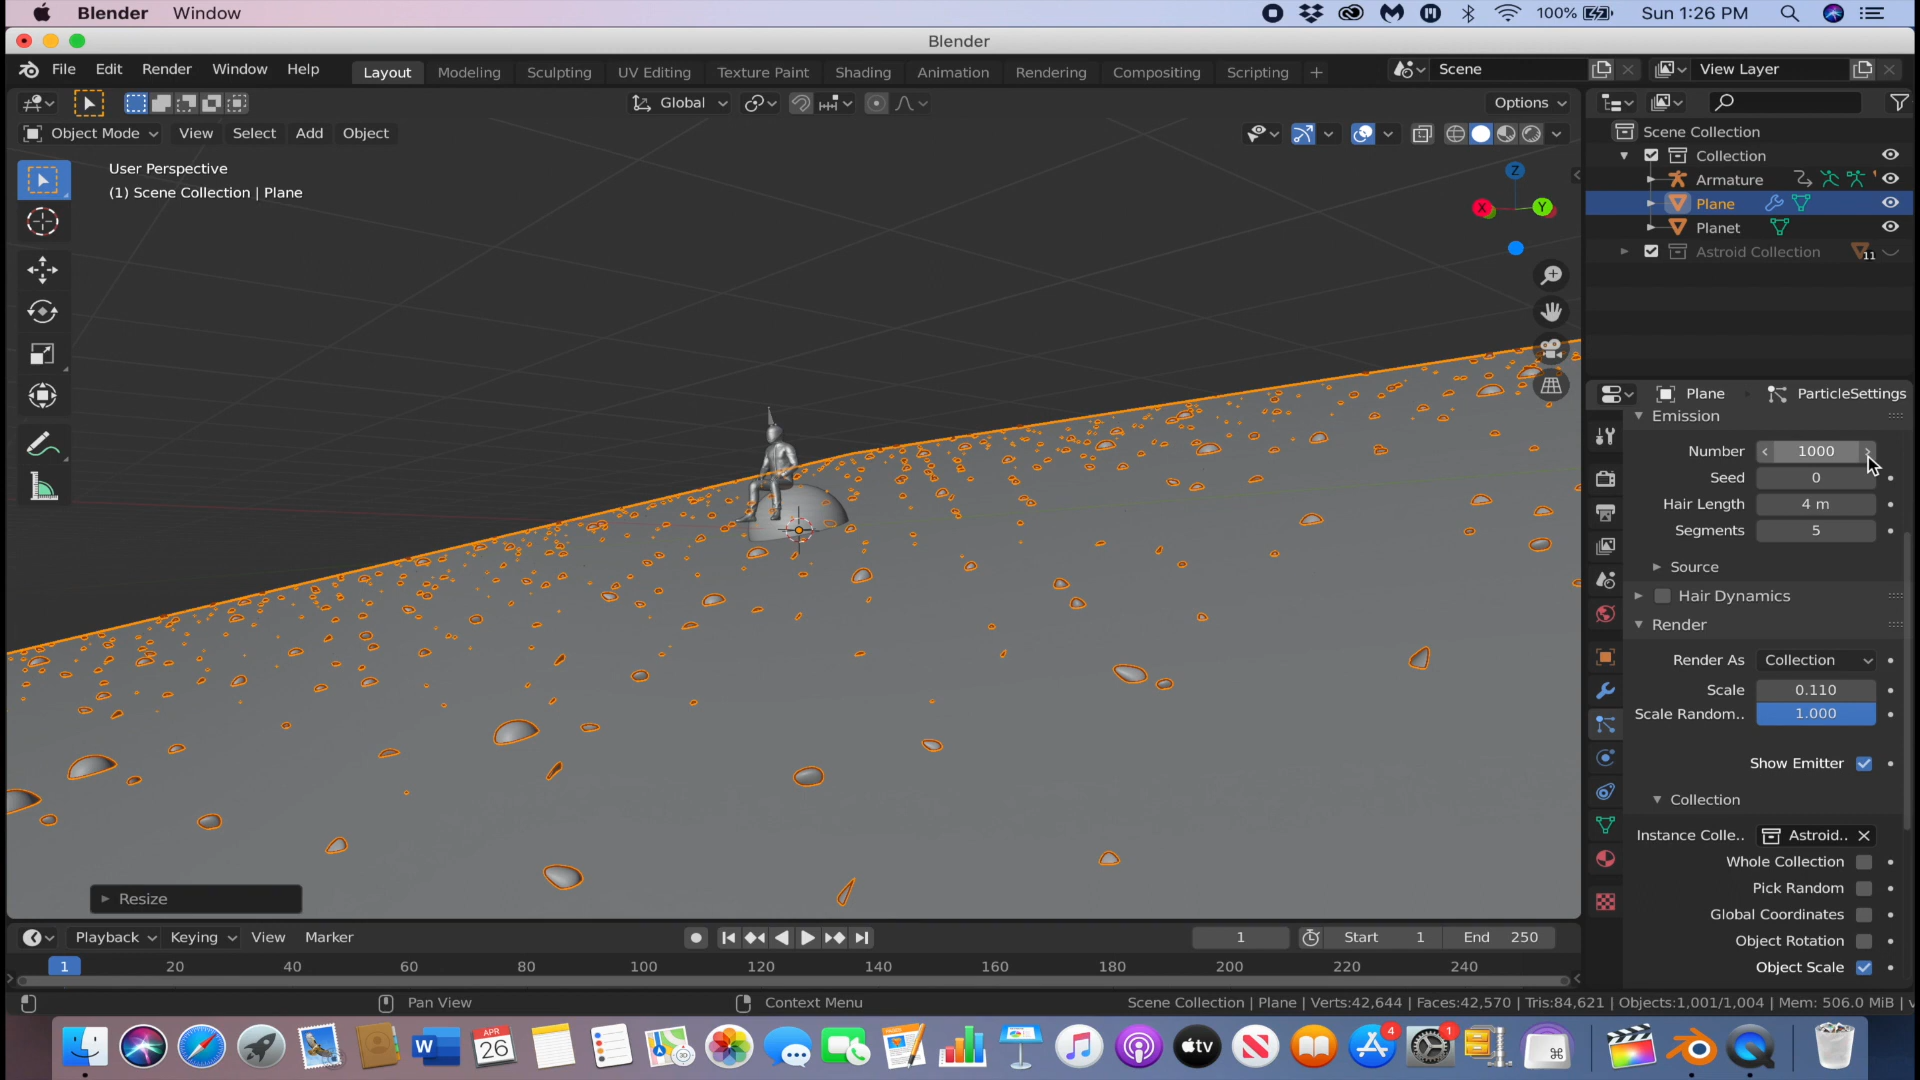 Blender Window 100% Sun 1:26 PM
Blender
File Edit Render Window Help Layout Modeling Sculpting UV Editing Texture Paint Shading Animation Rendering Compositing Scripting + Scene View Layer
Global Options
Object Mode View Select Add Object
User Perspective
(1) Scene Collection | Plane
Z
X Y
Resize
Scene Collection
Collection
Armature
Plane
Planet
Astroid Collection 11
Plane ParticleSettings
Emission
Number 1000
Seed 0
Hair Length 4 m
Segments 5
Source
Hair Dynamics
Render
Render As Collection
Scale 0.110
Scale Random.. 1.000
Show Emitter
Collection
Instance Colle.. Astroid..
Whole Collection
Pick Random
Global Coordinates
Object Rotation
Object Scale
Playback Keying View Marker 1 Start 1 End 250
1 20 40 60 80 100 120 140 160 180 200 220 240
Pan View Context Menu Scene Collection | Plane | Verts:42,644 | Faces:42,570 | Tris:84,621 | Objects:1,001/1,004 | Mem: 506.0 MiB | v
W APR 26 tv 4 1